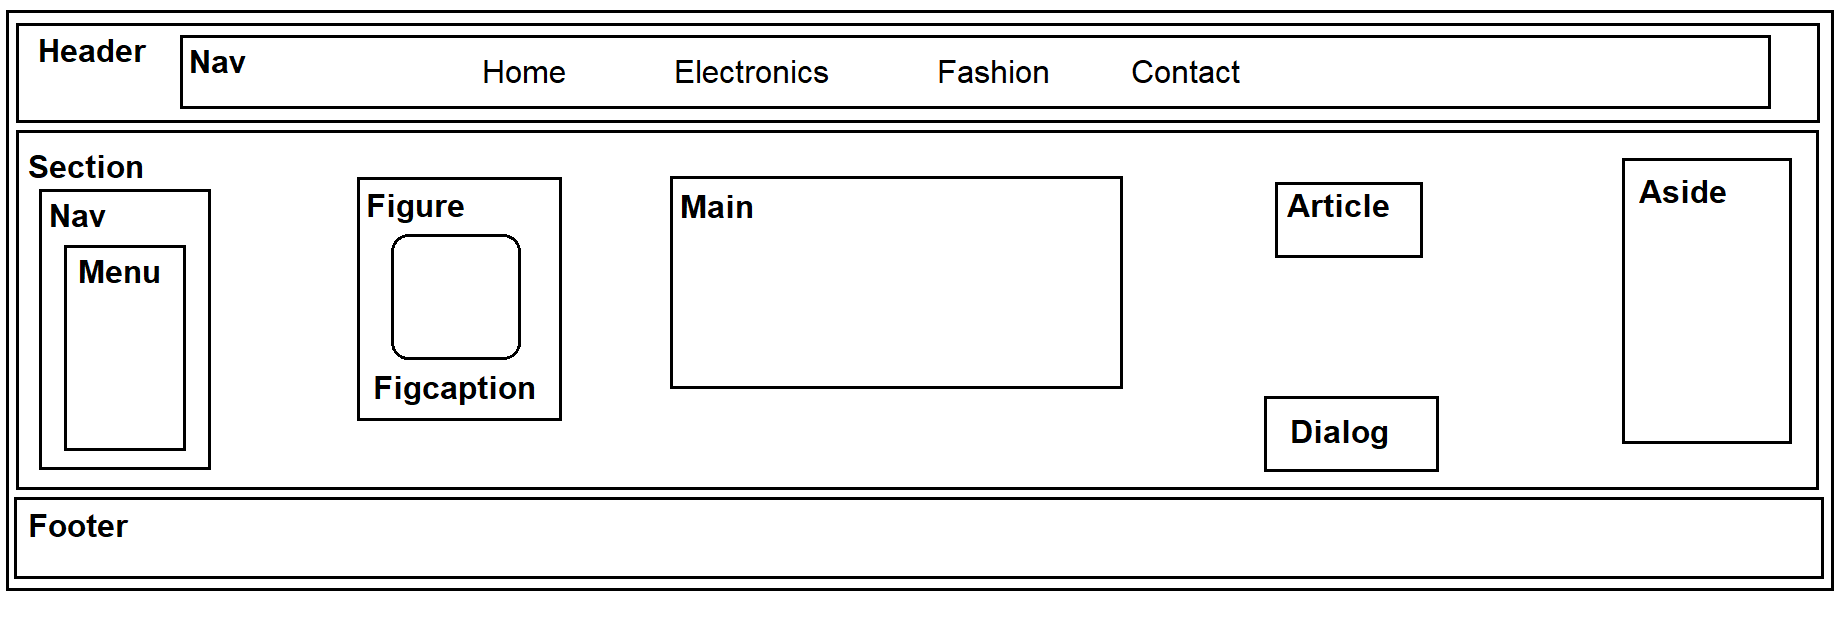 Header
Nav
Home
Electronics
Fashion
Contact
Section
Nav
Menu
Figure
Figcaption
Main
Article
Dialog
Aside
Footer